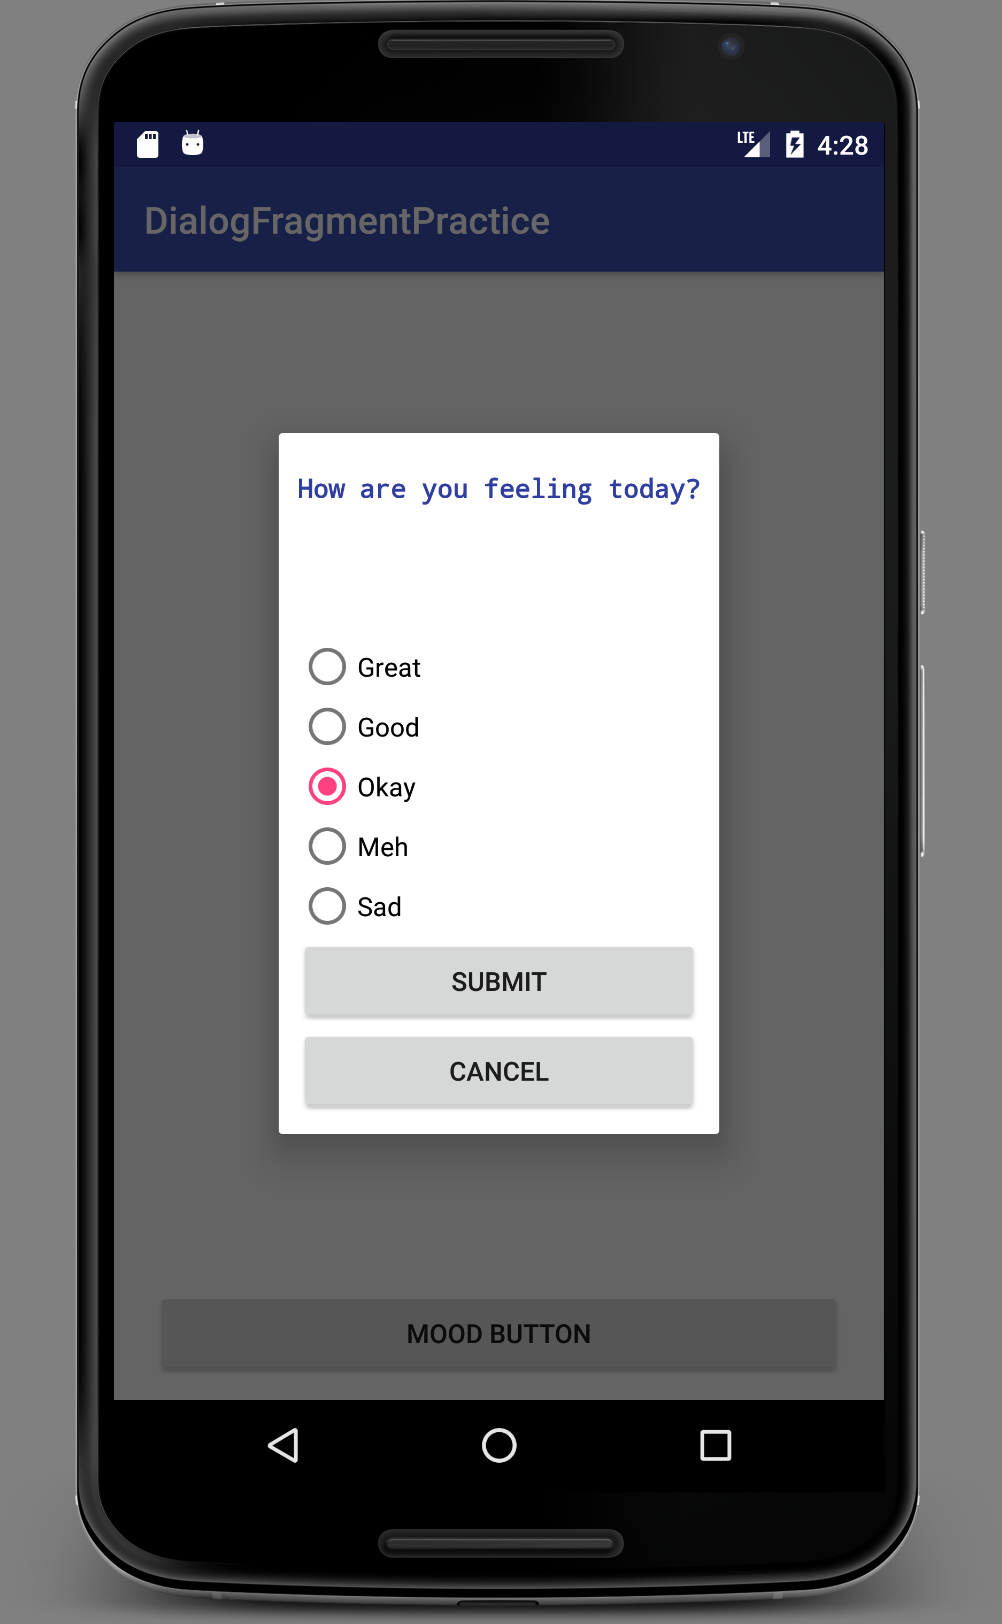 LTE 4:28
DialogFragmentPractice
How are you feeling today?
Great
Good
Okay
Meh
Sad
SUBMIT
CANCEL
MOOD BUTTON